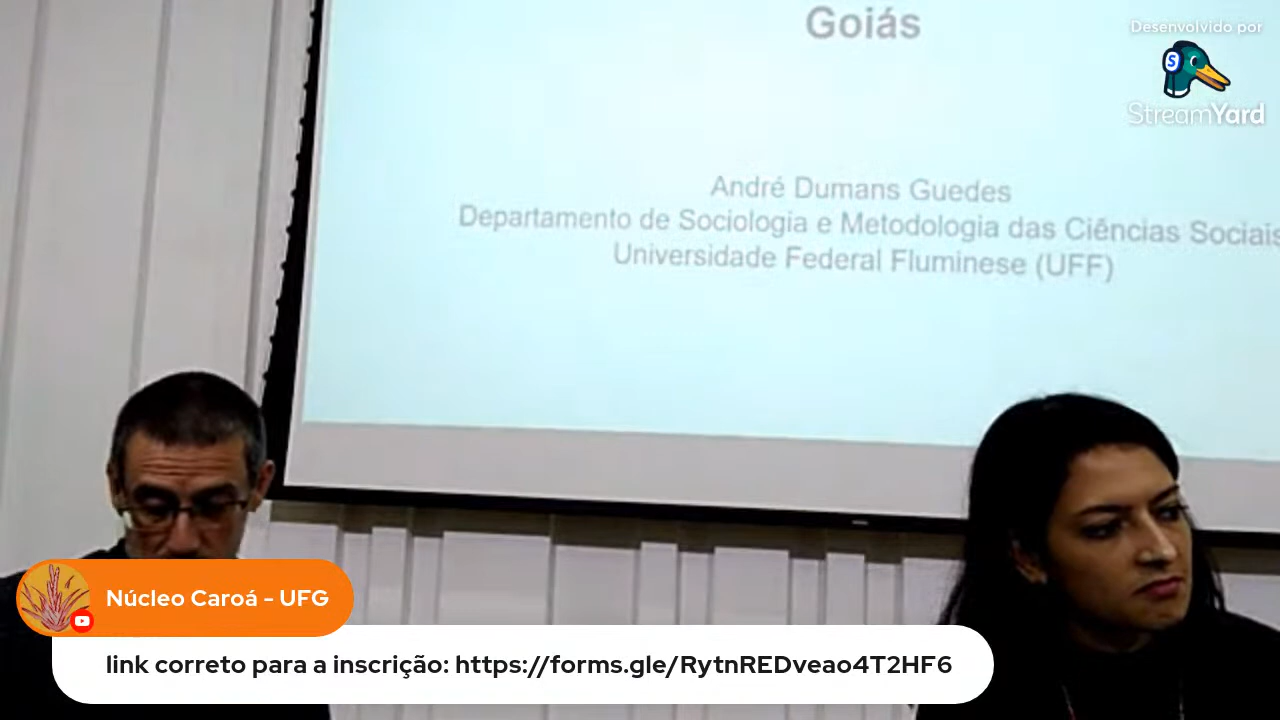 Goiás
Desenvolvido por
S
StreamYard
André Dumans Guedes
Departamento de Sociologia e Metodologia das Ciências Sociais
Universidade Federal Fluminese (UFF)
Núcleo Caroá - UFG
link correto para a inscrição: https://forms.gle/RytnREDveao4T2HF6